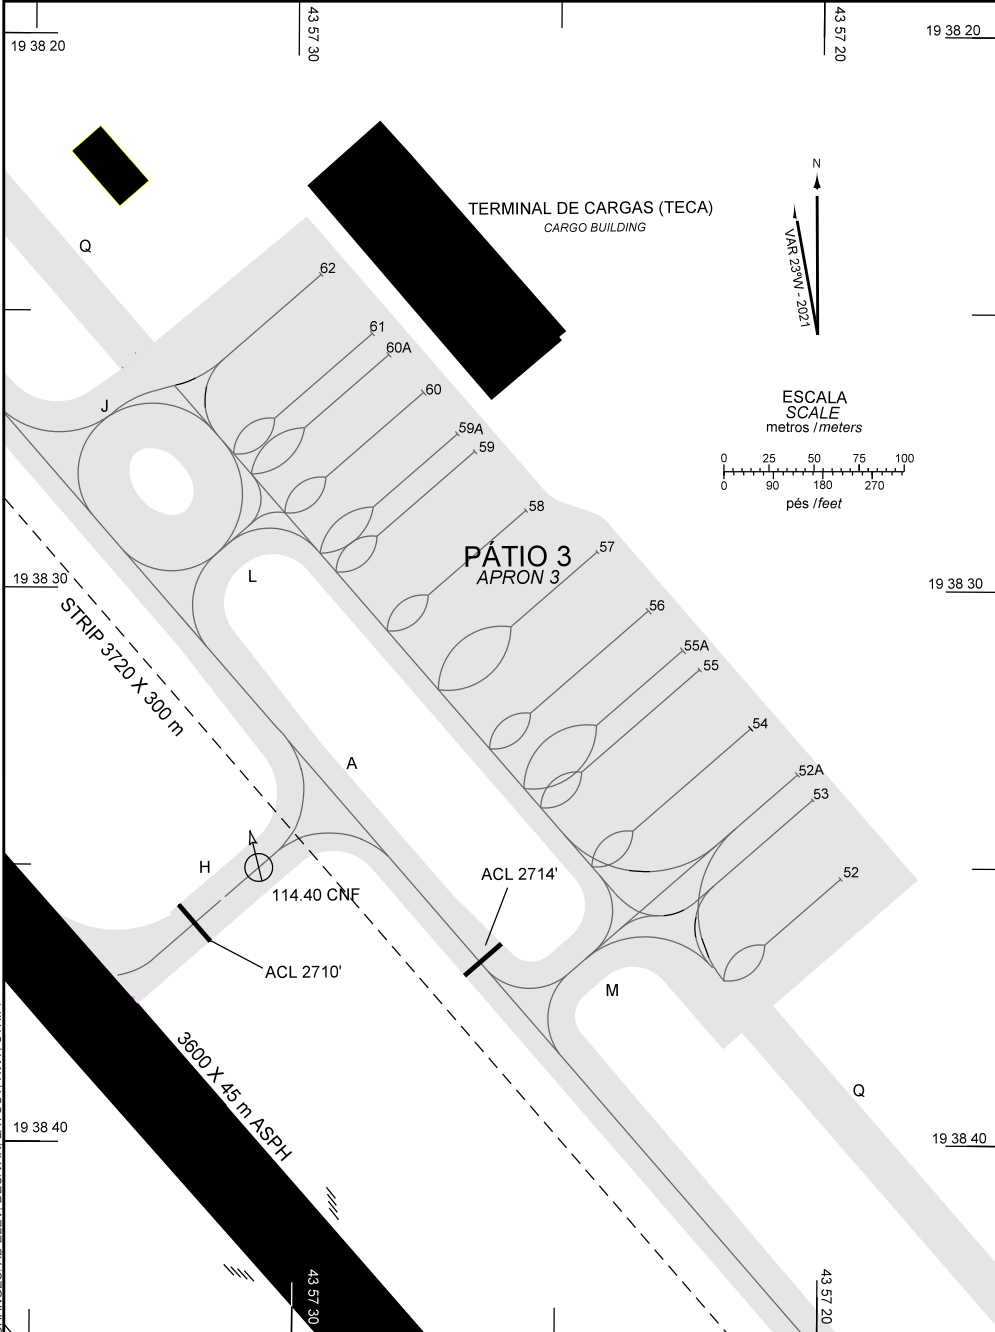 43 57 30
43 57 20
19 38 20
19 38 20
N
VAR 23ºW - 2021
TERMINAL DE CARGAS (TECA)
CARGO BUILDING
Q
62
61
60A
60
59A
59
J
ESCALA
SCALE
metros / meters
0 25 50 75 100
0 90 180 270
pés / feet
58
57
PÁTIO 3
APRON 3
L
19 38 30
19 38 30
STRIP 3720 X 300 m
56
55A
55
54
A
52A
53
H
114.40 CNF
ACL 2714'
52
ACL 2710'
M
3600 X 45 m ASPH
Q
19 38 40
19 38 40
43 57 30
43 57 20